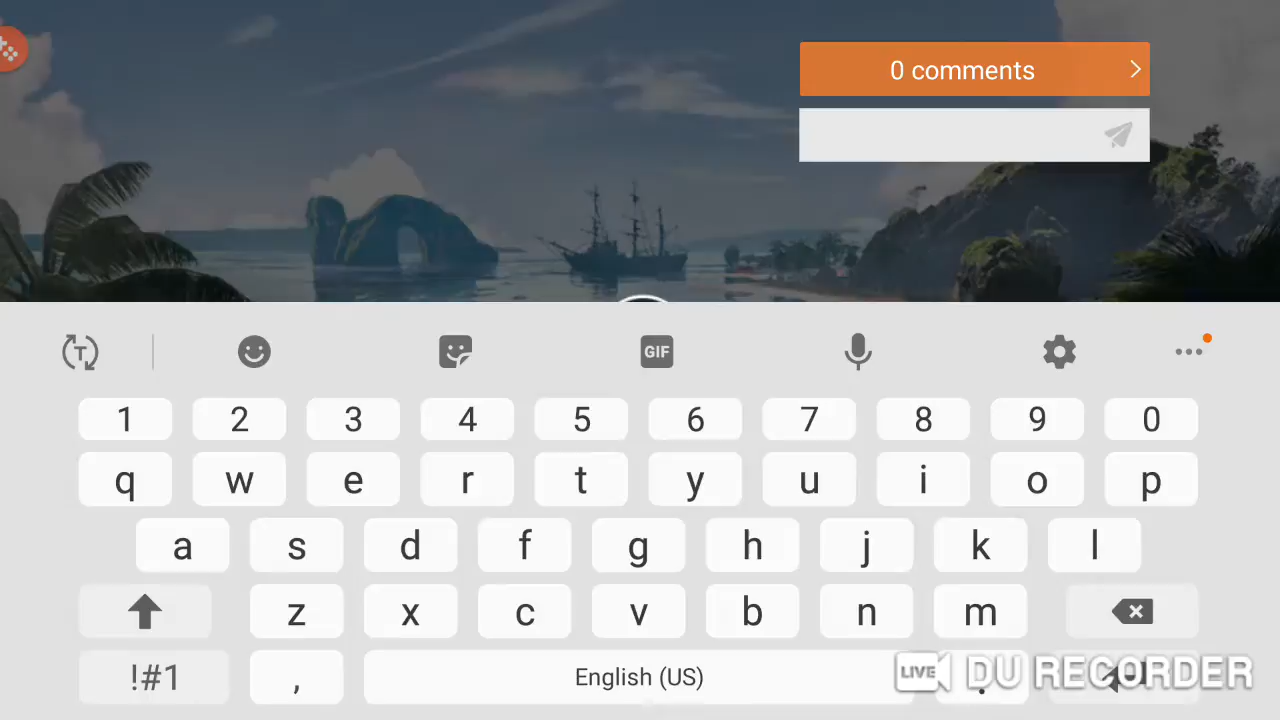 0 comments
GIF
1 2 3 4 5 6 7 8 9 0
q w e r t y u i o p
a s d f g h j k l
z x c v b n m
!#1 , English (US) .
LIVE DU RECORDER